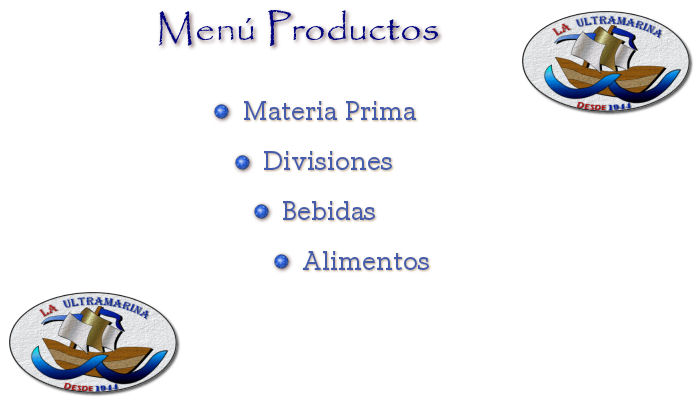 Menú Productos
LA ULTRAMARINA
DESDE 1944
Materia Prima
Divisiones
Bebidas
Alimentos
LA ULTRAMARINA
DESDE 1944